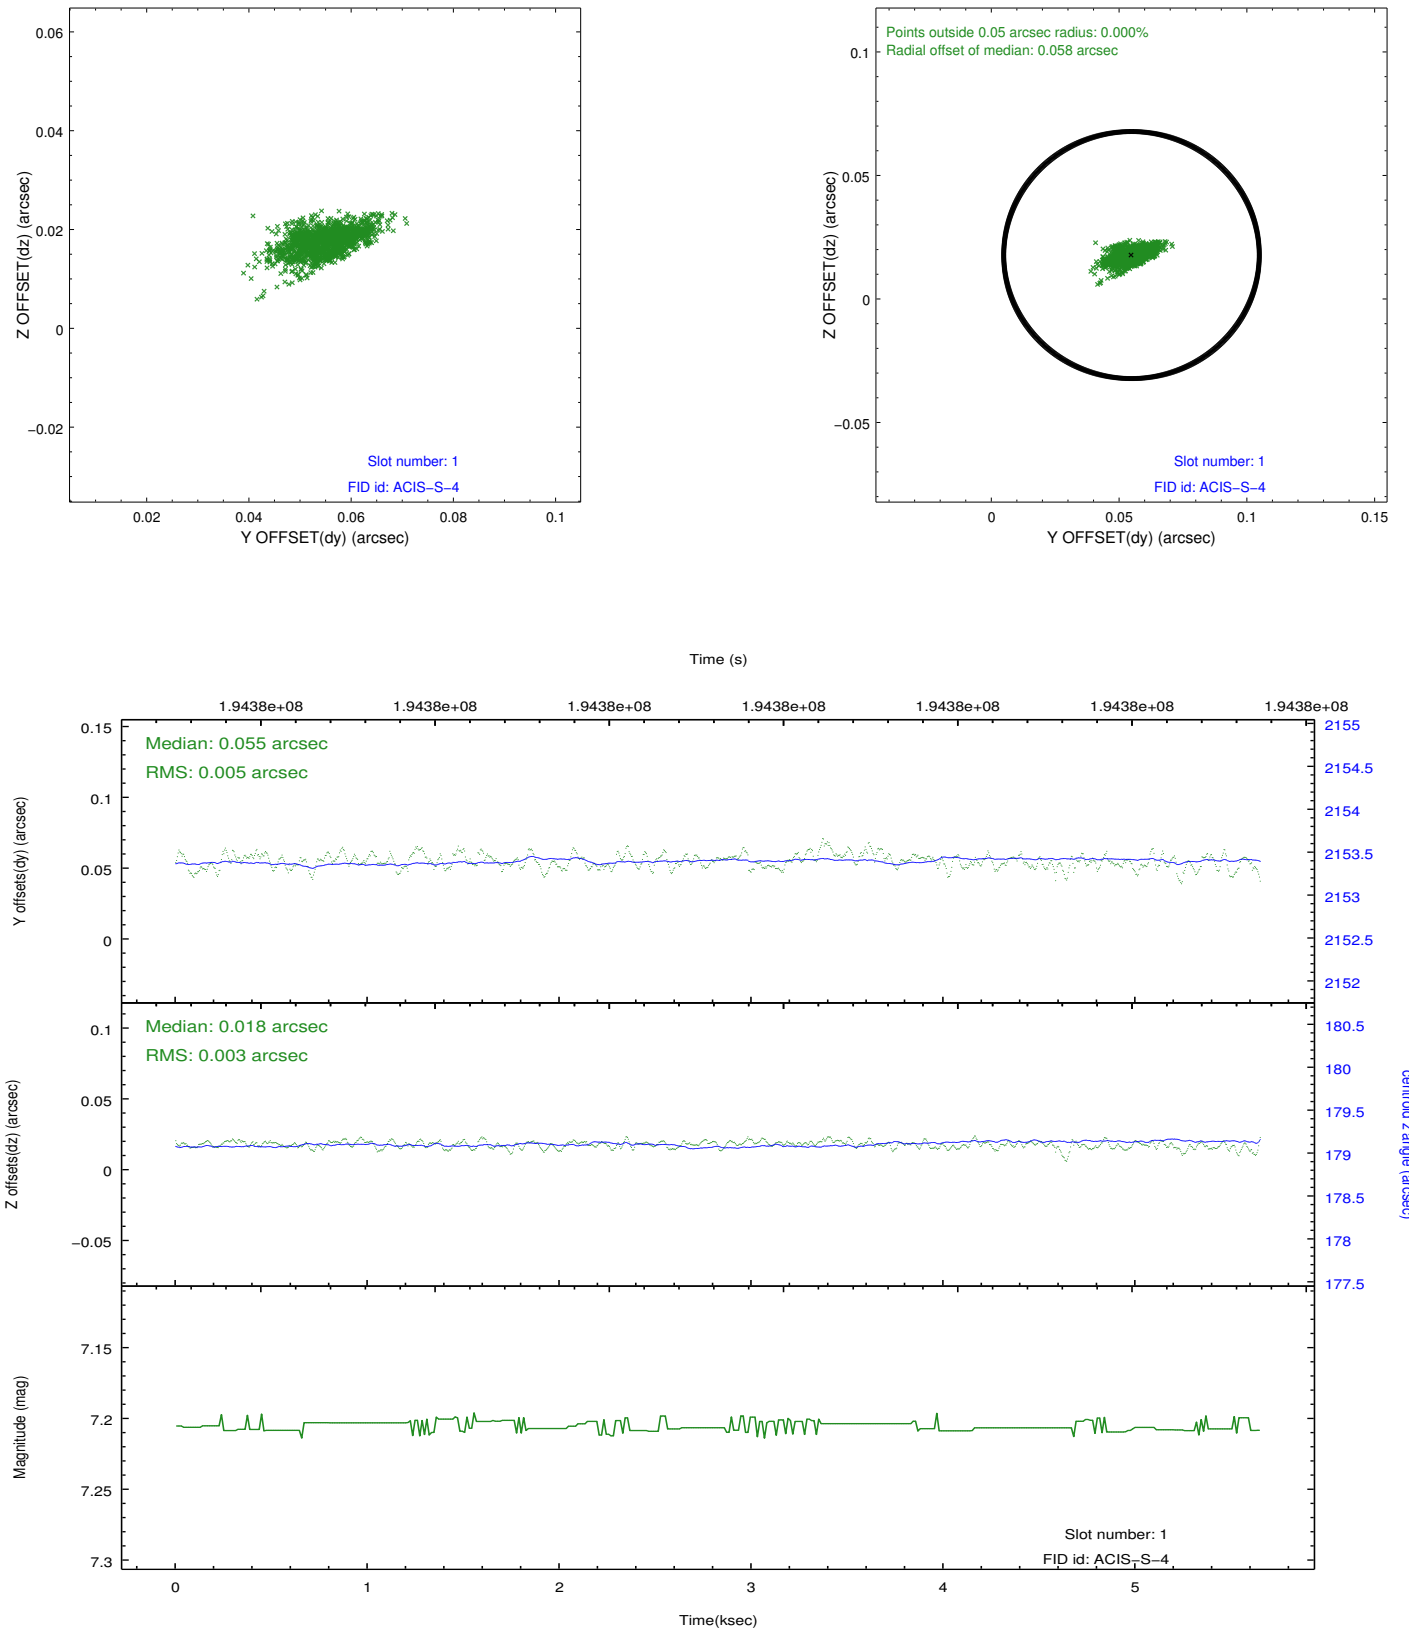 0.06
0.04
0.02
0
−0.02
Z OFFSET(dz) (arcsec)
Slot number: 1
FID id: ACIS−S−4
0.02 0.04 0.06 0.08 0.1
Y OFFSET(dy) (arcsec)
Points outside 0.05 arcsec radius: 0.000%
Radial offset of median: 0.058 arcsec
0.1
0.05
0
−0.05
Z OFFSET(dz) (arcsec)
Slot number: 1
FID id: ACIS−S−4
0 0.05 0.1 0.15
Y OFFSET(dy) (arcsec)
Time (s)
1.9438e+08 1.9438e+08 1.9438e+08 1.9438e+08 1.9438e+08 1.9438e+08 1.9438e+08
Median: 0.055 arcsec
RMS: 0.005 arcsec
0.15
0.1
0.05
0
Y offsets(dy) (arcsec)
2155
2154.5
2154
2153.5
2153
2152.5
2152
Median: 0.018 arcsec
RMS: 0.003 arcsec
0.1
0.05
0
−0.05
Z offsets(dz) (arcsec)
180.5
180
179.5
179
178.5
178
177.5
centroid z angle (arcsec)
7.15
7.2
7.25
7.3
Magnitude (mag)
Slot number: 1
FID id: ACIS−S−4
0 1 2 3 4 5
Time(ksec)